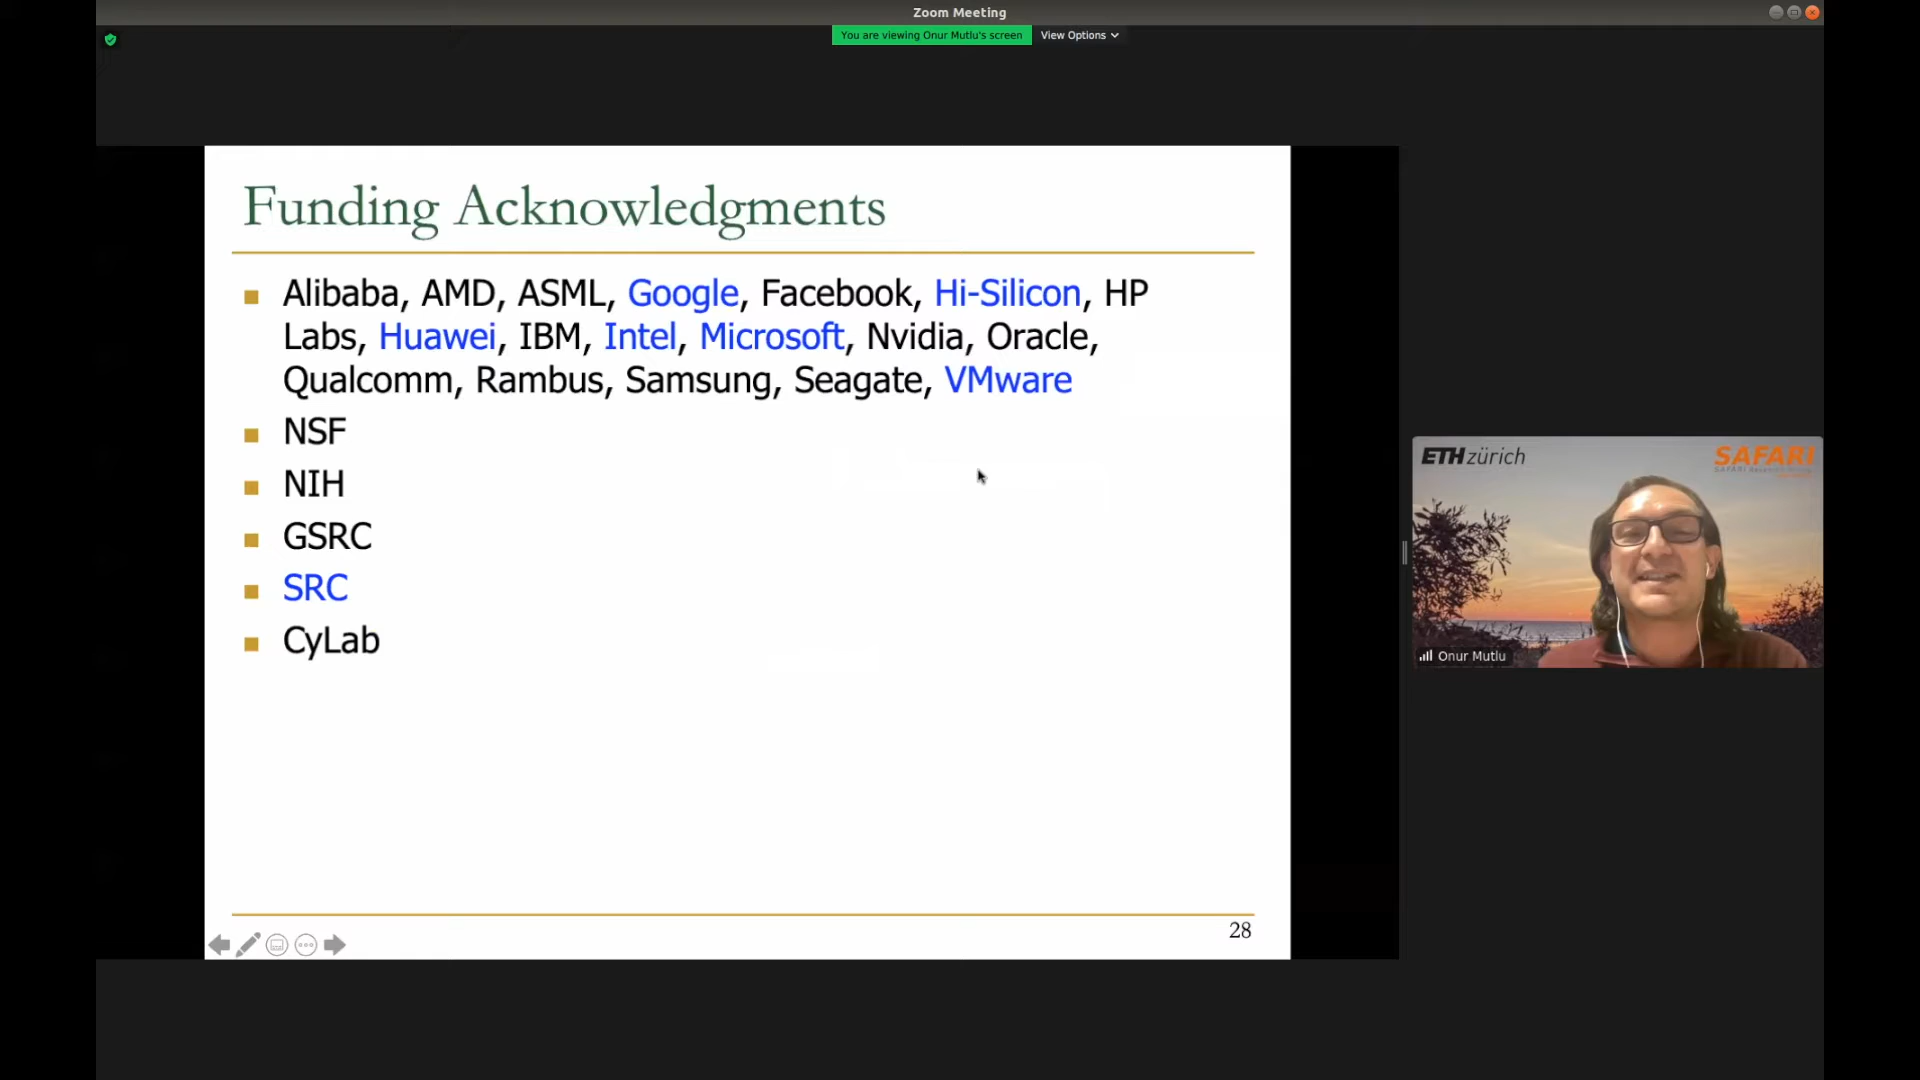 Zoom Meeting
You are viewing Onur Mutlu's screen View Options
Funding Acknowledgments
Alibaba, AMD, ASML, Google, Facebook, Hi-Silicon, HP
Labs, Huawei, IBM, Intel, Microsoft, Nvidia, Oracle,
Qualcomm, Rambus, Samsung, Seagate, VMware
NSF
NIH
GSRC
SRC
CyLab
28
ETH zürich
SAFARI
Onur Mutlu